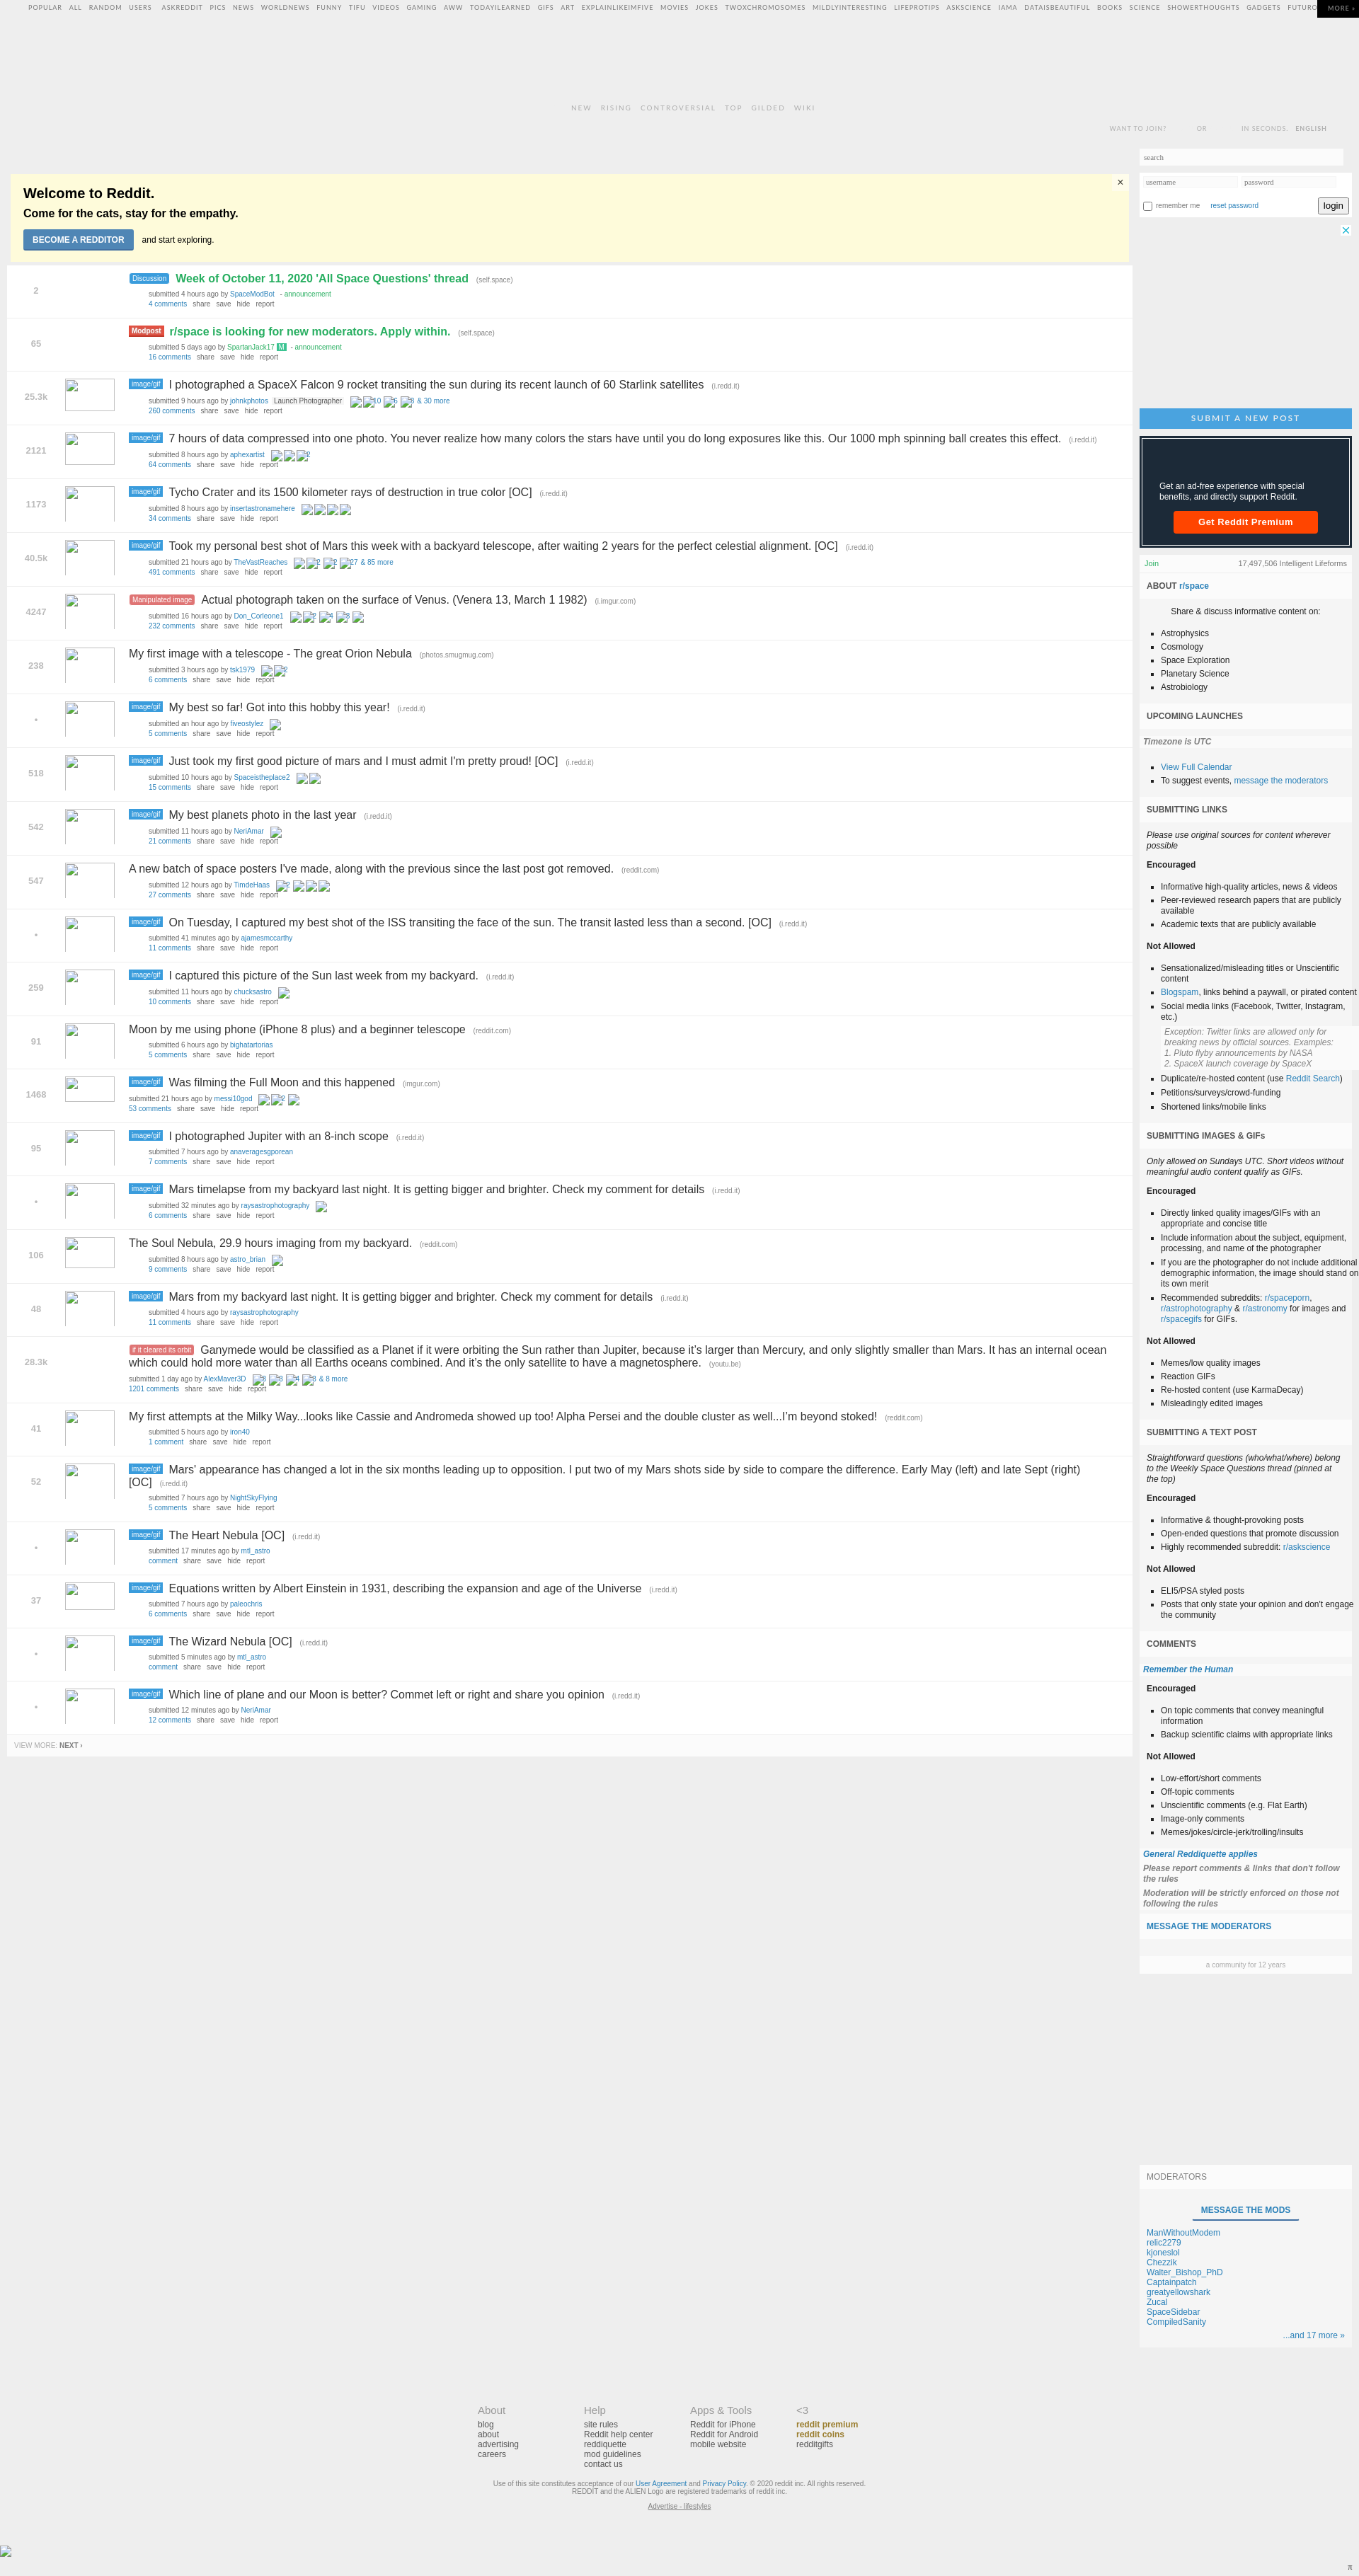 POPULAR ALL RANDOM USERS ASKREDDIT PICS NEWS WORLDNEWS FUNNY TIFU VIDEOS GAMING AWW TODAYILEARNED GIFS ART EXPLAINLIKEIMFIVE MOVIES JOKES TWOXCHROMOSOMES MILDLYINTERESTING LIFEPROTIPS ASKSCIENCE IAMA DATAISBEAUTIFUL BOOKS SCIENCE SHOWERTHOUGHTS GADGETS FUTURO MORE »
NEW RISING CONTROVERSIAL TOP GILDED WIKI
WANT TO JOIN? OR IN SECONDS. ENGLISH
Welcome to Reddit.
Come for the cats, stay for the empathy.
BECOME A REDDITOR and start exploring.
×
2
Discussion Week of October 11, 2020 'All Space Questions' thread (self.space)
submitted 4 hours ago by SpaceModBot - announcement
4 comments share save hide report
65
Modpost r/space is looking for new moderators. Apply within. (self.space)
submitted 5 days ago by SpartanJack17 M - announcement
16 comments share save hide report
25.3k
image/gif I photographed a SpaceX Falcon 9 rocket transiting the sun during its recent launch of 60 Starlink satellites (i.redd.it)
submitted 9 hours ago by johnkphotos Launch Photographer 10 6 3 & 30 more
260 comments share save hide report
2121
image/gif 7 hours of data compressed into one photo. You never realize how many colors the stars have until you do long exposures like this. Our 1000 mph spinning ball creates this effect. (i.redd.it)
submitted 8 hours ago by aphexartist 2
64 comments share save hide report
1173
image/gif Tycho Crater and its 1500 kilometer rays of destruction in true color [OC] (i.redd.it)
submitted 8 hours ago by insertastronamehere
34 comments share save hide report
40.5k
image/gif Took my personal best shot of Mars this week with a backyard telescope, after waiting 2 years for the perfect celestial alignment. [OC] (i.redd.it)
submitted 21 hours ago by TheVastReaches 2 2 27 & 85 more
491 comments share save hide report
4247
Manipulated image Actual photograph taken on the surface of Venus. (Venera 13, March 1 1982) (i.imgur.com)
submitted 16 hours ago by Don_Corleone1 2 4 3
232 comments share save hide report
238
My first image with a telescope - The great Orion Nebula (photos.smugmug.com)
submitted 3 hours ago by tsk1979 2
6 comments share save hide report
•
image/gif My best so far! Got into this hobby this year! (i.redd.it)
submitted an hour ago by fiveostylez
5 comments share save hide report
518
image/gif Just took my first good picture of mars and I must admit I'm pretty proud! [OC] (i.redd.it)
submitted 10 hours ago by Spaceistheplace2
15 comments share save hide report
542
image/gif My best planets photo in the last year (i.redd.it)
submitted 11 hours ago by NeriAmar
21 comments share save hide report
547
A new batch of space posters I've made, along with the previous since the last post got removed. (reddit.com)
submitted 12 hours ago by TimdeHaas 2
27 comments share save hide report
•
image/gif On Tuesday, I captured my best shot of the ISS transiting the face of the sun. The transit lasted less than a second. [OC] (i.redd.it)
submitted 41 minutes ago by ajamesmccarthy
11 comments share save hide report
259
image/gif I captured this picture of the Sun last week from my backyard. (i.redd.it)
submitted 11 hours ago by chucksastro
10 comments share save hide report
91
Moon by me using phone (iPhone 8 plus) and a beginner telescope (reddit.com)
submitted 6 hours ago by bighatartorias
5 comments share save hide report
1468
image/gif Was filming the Full Moon and this happened (imgur.com)
submitted 21 hours ago by messi10god 2
53 comments share save hide report
95
image/gif I photographed Jupiter with an 8-inch scope (i.redd.it)
submitted 7 hours ago by anaveragesgporean
7 comments share save hide report
•
image/gif Mars timelapse from my backyard last night. It is getting bigger and brighter. Check my comment for details (i.redd.it)
submitted 32 minutes ago by raysastrophotography
6 comments share save hide report
106
The Soul Nebula, 29.9 hours imaging from my backyard. (reddit.com)
submitted 8 hours ago by astro_brian
9 comments share save hide report
48
image/gif Mars from my backyard last night. It is getting bigger and brighter. Check my comment for details (i.redd.it)
submitted 4 hours ago by raysastrophotography
11 comments share save hide report
28.3k
if it cleared its orbit Ganymede would be classified as a Planet if it were orbiting the Sun rather than Jupiter, because it’s larger than Mercury, and only slightly smaller than Mars. It has an internal ocean
which could hold more water than all Earths oceans combined. And it’s the only satellite to have a magnetosphere. (youtu.be)
submitted 1 day ago by AlexMaver3D 3 4 3 & 8 more
1201 comments share save hide report
41
My first attempts at the Milky Way...looks like Cassie and Andromeda showed up too! Alpha Persei and the double cluster as well...I’m beyond stoked! (reddit.com)
submitted 5 hours ago by iron40
1 comment share save hide report
52
image/gif Mars' appearance has changed a lot in the six months leading up to opposition. I put two of my Mars shots side by side to compare the difference. Early May (left) and late Sept (right)
[OC] (i.redd.it)
submitted 7 hours ago by NightSkyFlying
5 comments share save hide report
•
image/gif The Heart Nebula [OC] (i.redd.it)
submitted 17 minutes ago by mtl_astro
comment share save hide report
37
image/gif Equations written by Albert Einstein in 1931, describing the expansion and age of the Universe (i.redd.it)
submitted 7 hours ago by paleochris
6 comments share save hide report
•
image/gif The Wizard Nebula [OC] (i.redd.it)
submitted 5 minutes ago by mtl_astro
comment share save hide report
•
image/gif Which line of plane and our Moon is better? Commet left or right and share you opinion (i.redd.it)
submitted 12 minutes ago by NeriAmar
12 comments share save hide report
VIEW MORE: NEXT ›
search
username password
remember me reset password login
SUBMIT A NEW POST
Get an ad-free experience with special
benefits, and directly support Reddit.
Get Reddit Premium
Join 17,497,506 Intelligent Lifeforms
ABOUT r/space
Share & discuss informative content on:
Astrophysics
Cosmology
Space Exploration
Planetary Science
Astrobiology
UPCOMING LAUNCHES
Timezone is UTC
View Full Calendar
To suggest events, message the moderators
SUBMITTING LINKS
Please use original sources for content wherever
possible
Encouraged
Informative high-quality articles, news & videos
Peer-reviewed research papers that are publicly
available
Academic texts that are publicly available
Not Allowed
Sensationalized/misleading titles or Unscientific
content
Blogspam, links behind a paywall, or pirated content
Social media links (Facebook, Twitter, Instagram,
etc.)
Exception: Twitter links are allowed only for
breaking news by official sources. Examples:
1. Pluto flyby announcements by NASA
2. SpaceX launch coverage by SpaceX
Duplicate/re-hosted content (use Reddit Search)
Petitions/surveys/crowd-funding
Shortened links/mobile links
SUBMITTING IMAGES & GIFs
Only allowed on Sundays UTC. Short videos without
meaningful audio content qualify as GIFs.
Encouraged
Directly linked quality images/GIFs with an
appropriate and concise title
Include information about the subject, equipment,
processing, and name of the photographer
If you are the photographer do not include additional
demographic information, the image should stand on
its own merit
Recommended subreddits: r/spaceporn,
r/astrophotography & r/astronomy for images and
r/spacegifs for GIFs.
Not Allowed
Memes/low quality images
Reaction GIFs
Re-hosted content (use KarmaDecay)
Misleadingly edited images
SUBMITTING A TEXT POST
Straightforward questions (who/what/where) belong
to the Weekly Space Questions thread (pinned at
the top)
Encouraged
Informative & thought-provoking posts
Open-ended questions that promote discussion
Highly recommended subreddit: r/askscience
Not Allowed
ELI5/PSA styled posts
Posts that only state your opinion and don't engage
the community
COMMENTS
Remember the Human
Encouraged
On topic comments that convey meaningful
information
Backup scientific claims with appropriate links
Not Allowed
Low-effort/short comments
Off-topic comments
Unscientific comments (e.g. Flat Earth)
Image-only comments
Memes/jokes/circle-jerk/trolling/insults
General Reddiquette applies
Please report comments & links that don't follow
the rules
Moderation will be strictly enforced on those not
following the rules
MESSAGE THE MODERATORS
a community for 12 years
MODERATORS
MESSAGE THE MODS
ManWithoutModem
relic2279
kjoneslol
Chezzik
Walter_Bishop_PhD
Captainpatch
greatyellowshark
Zucal
SpaceSidebar
CompiledSanity
...and 17 more »
About
blog
about
advertising
careers
Help
site rules
Reddit help center
reddiquette
mod guidelines
contact us
Apps & Tools
Reddit for iPhone
Reddit for Android
mobile website
<3
reddit premium
reddit coins
redditgifts
Use of this site constitutes acceptance of our User Agreement and Privacy Policy. © 2020 reddit inc. All rights reserved.
REDDIT and the ALIEN Logo are registered trademarks of reddit inc.
Advertise - lifestyles
π